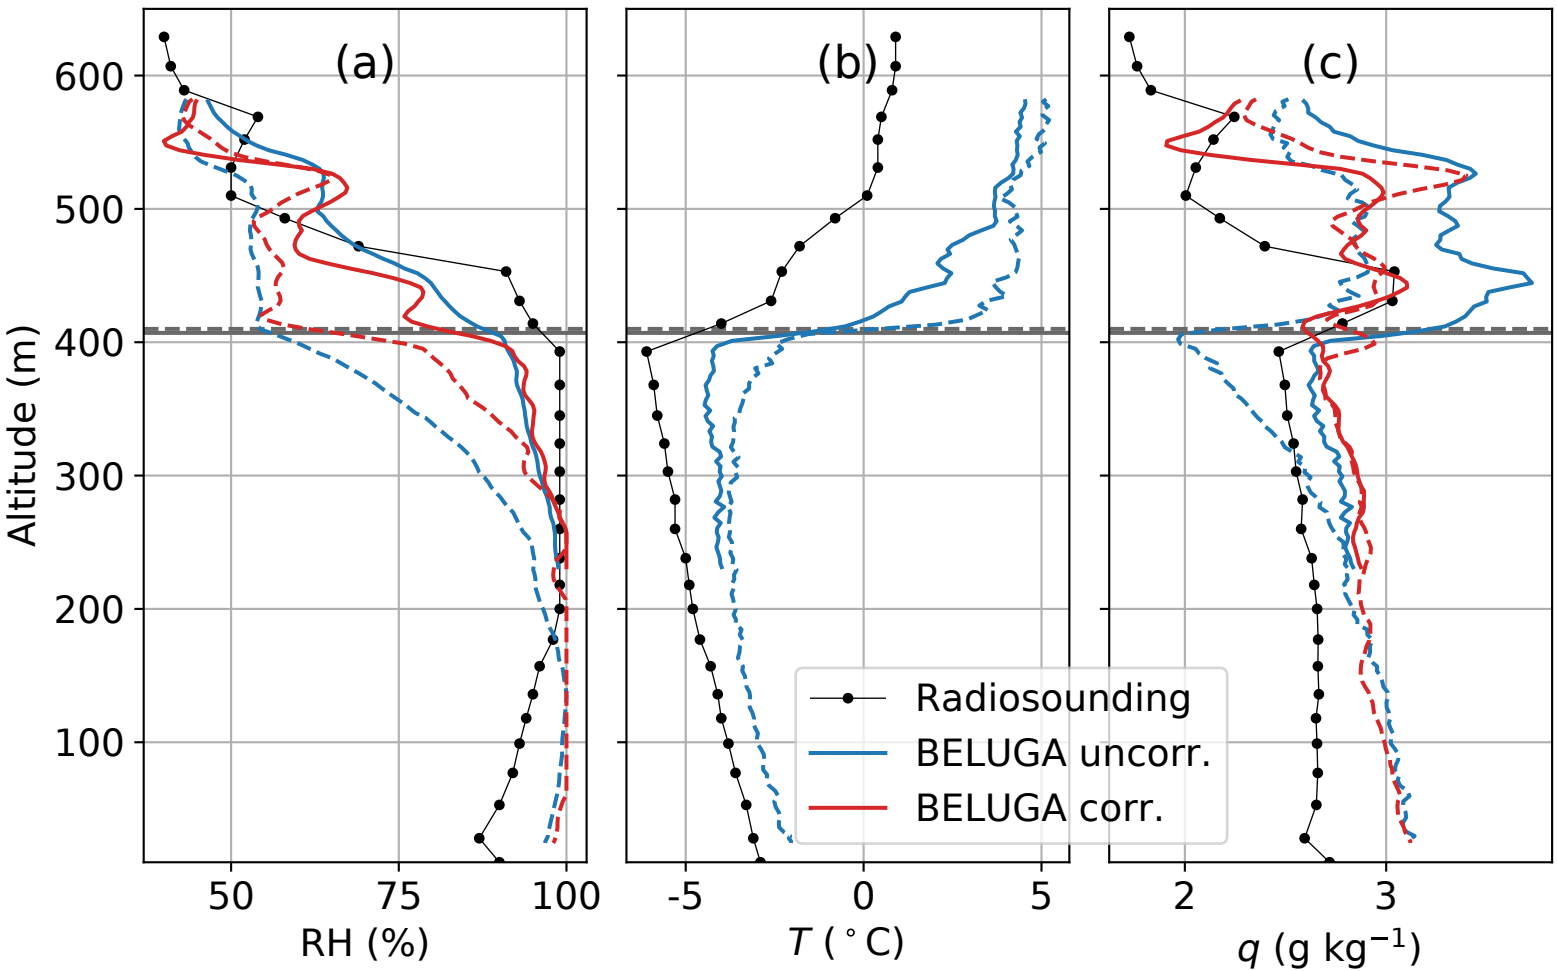 (a) (b) (c)
600
500
400
300
200
100
Altitude (m)
Radiosounding
BELUGA uncorr.
BELUGA corr.
50 75 100 -5 0 5 2 3
RH (%) T (°C) q (g kg⁻¹)